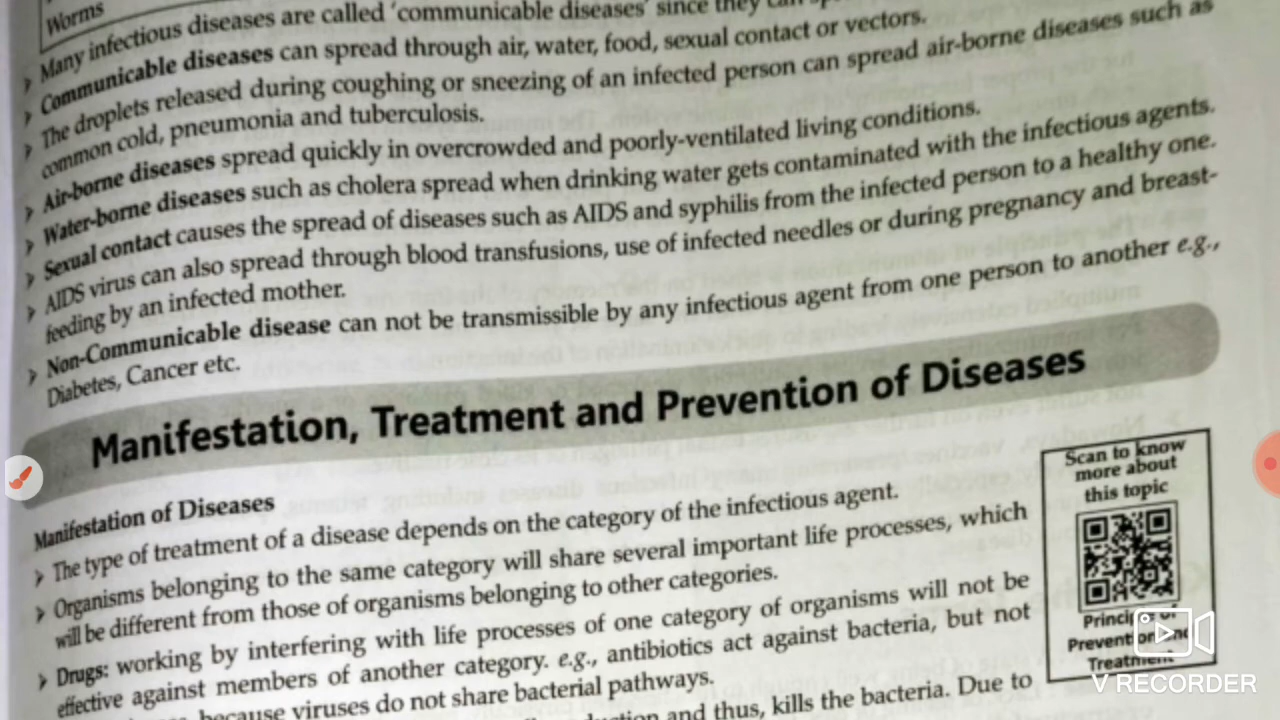 Worms
➤ Many infectious diseases are called 'communicable diseases' since they can
➤ Communicable diseases can spread through air, water, food, sexual contact or vectors.
➤ The droplets released during coughing or sneezing of an infected person can spread air-borne diseases such as
common cold, pneumonia and tuberculosis.
➤ Air-borne diseases spread quickly in overcrowded and poorly-ventilated living conditions.
➤ Water-borne diseases such as cholera spread when drinking water gets contaminated with the infectious agents.
➤ Sexual contact causes the spread of diseases such as AIDS and syphilis from the infected person to a healthy one.
➤ AIDS virus can also spread through blood transfusions, use of infected needles or during pregnancy and breast-
feeding by an infected mother.
➤ Non-Communicable disease can not be transmissible by any infectious agent from one person to another e.g.,
Diabetes, Cancer etc.
Manifestation, Treatment and Prevention of Diseases
Manifestation of Diseases
➤ The type of treatment of a disease depends on the category of the infectious agent.
➤ Organisms belonging to the same category will share several important life processes, which
will be different from those of organisms belonging to other categories.
➤ Drugs: working by interfering with life processes of one category of organisms will not be
effective against members of another category. e.g., antibiotics act against bacteria, but not
because viruses do not share bacterial pathways.
and thus, kills the bacteria. Due to
Scan to know
more about
this topic
of
Treatment
V RECORDER